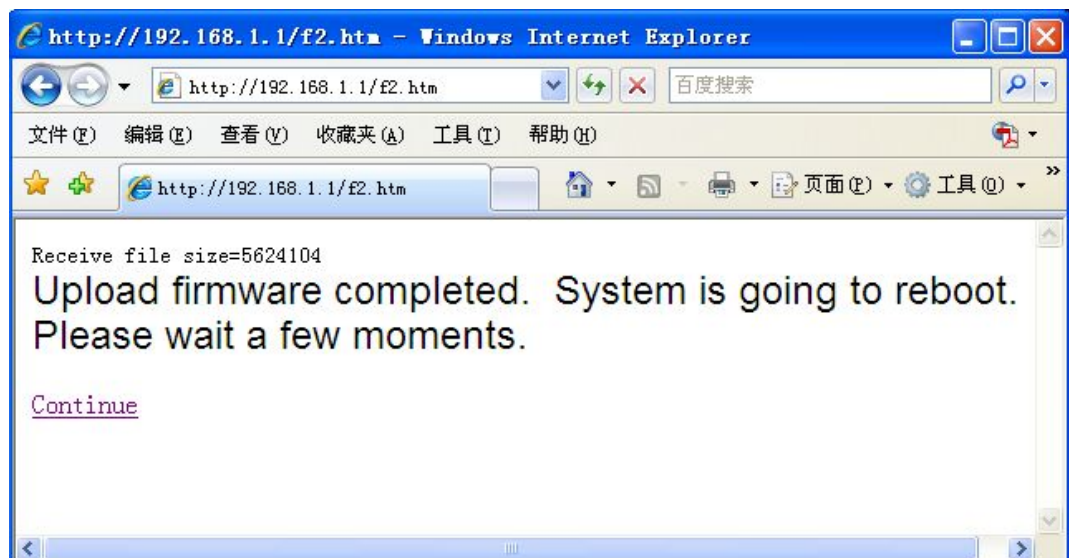 http://192.168.1.1/f2.htm - Windows Internet Explorer
http://192.168.1.1/f2.htm 百度搜索
文件(F) 编辑(E) 查看(V) 收藏夹(A) 工具(T) 帮助(H)
http://192.168.1.1/f2.htm 页面(P) 工具(O) »
Receive file size=5624104
Upload firmware completed. System is going to reboot.
Please wait a few moments.
Continue